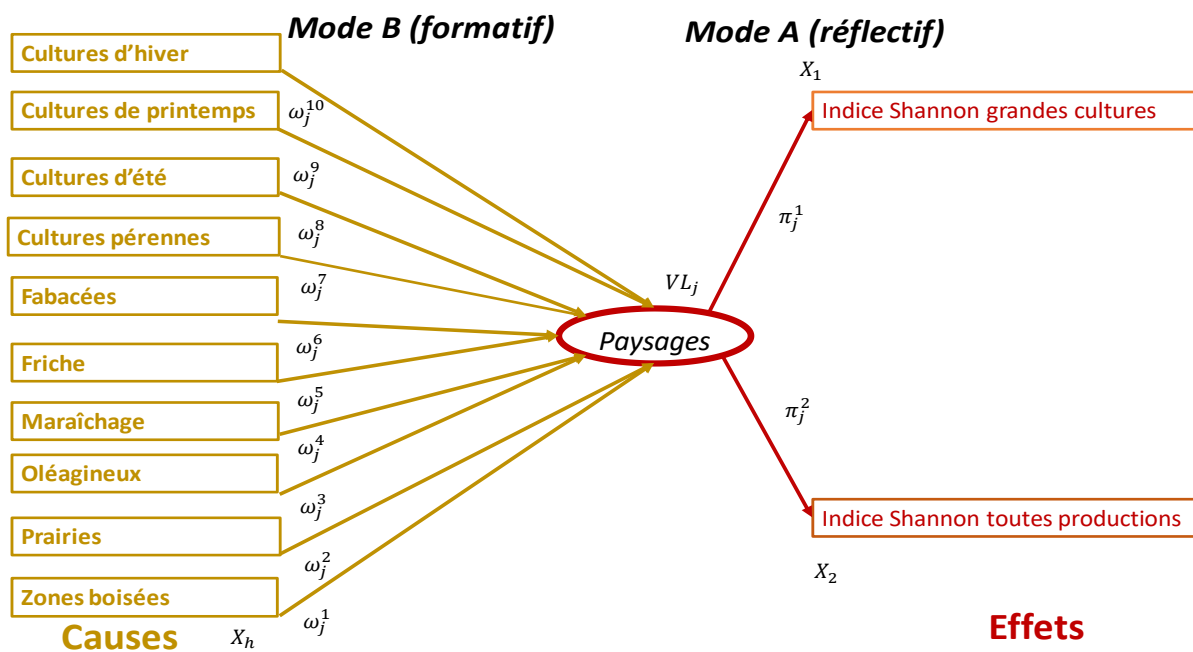 Mode B (formatif)
Mode A (réflectif)
Cultures d’hiver
X_1
Cultures de printemps
ω_j^{10}
Indice Shannon grandes cultures
Cultures d’été
ω_j^9
Cultures pérennes
ω_j^8
π_j^1
Fabacées
ω_j^7
VL_j
Paysages
Friche
ω_j^6
Maraîchage
ω_j^5
π_j^2
Oléagineux
ω_j^4
Prairies
ω_j^3
Indice Shannon toutes productions
Zones boisées
ω_j^2
X_2
ω_j^1
Causes
X_h
Effets